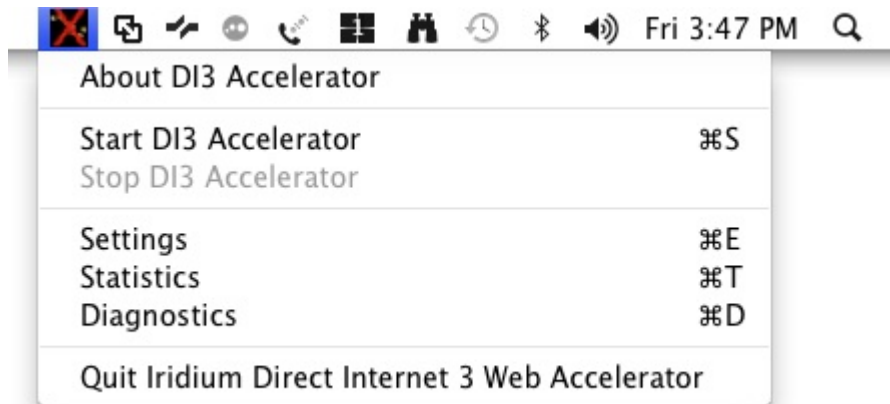 1 Fri 3:47 PM
About DI3 Accelerator
Start DI3 Accelerator ⌘S
Stop DI3 Accelerator
Settings ⌘E
Statistics ⌘T
Diagnostics ⌘D
Quit Iridium Direct Internet 3 Web Accelerator